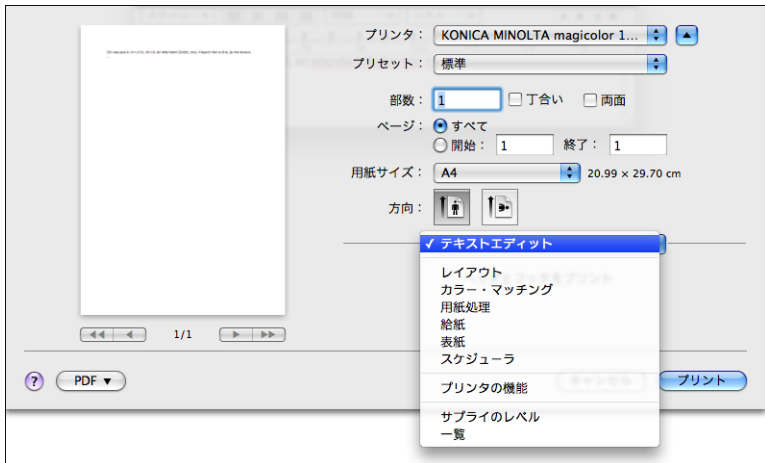 プリンタ： KONICA MINOLTA magicolor 1...
プリセット： 標準
部数： 1 丁合い 両面
ページ： すべて
開始： 1 終了： 1
用紙サイズ： A4 20.99 × 29.70 cm
方向：
✓ テキストエディット
レイアウト
カラー・マッチング
用紙処理
給紙
表紙
スケジューラ
プリンタの機能
サプライのレベル
一覧
1/1
? PDF ▼ キャンセル プリント